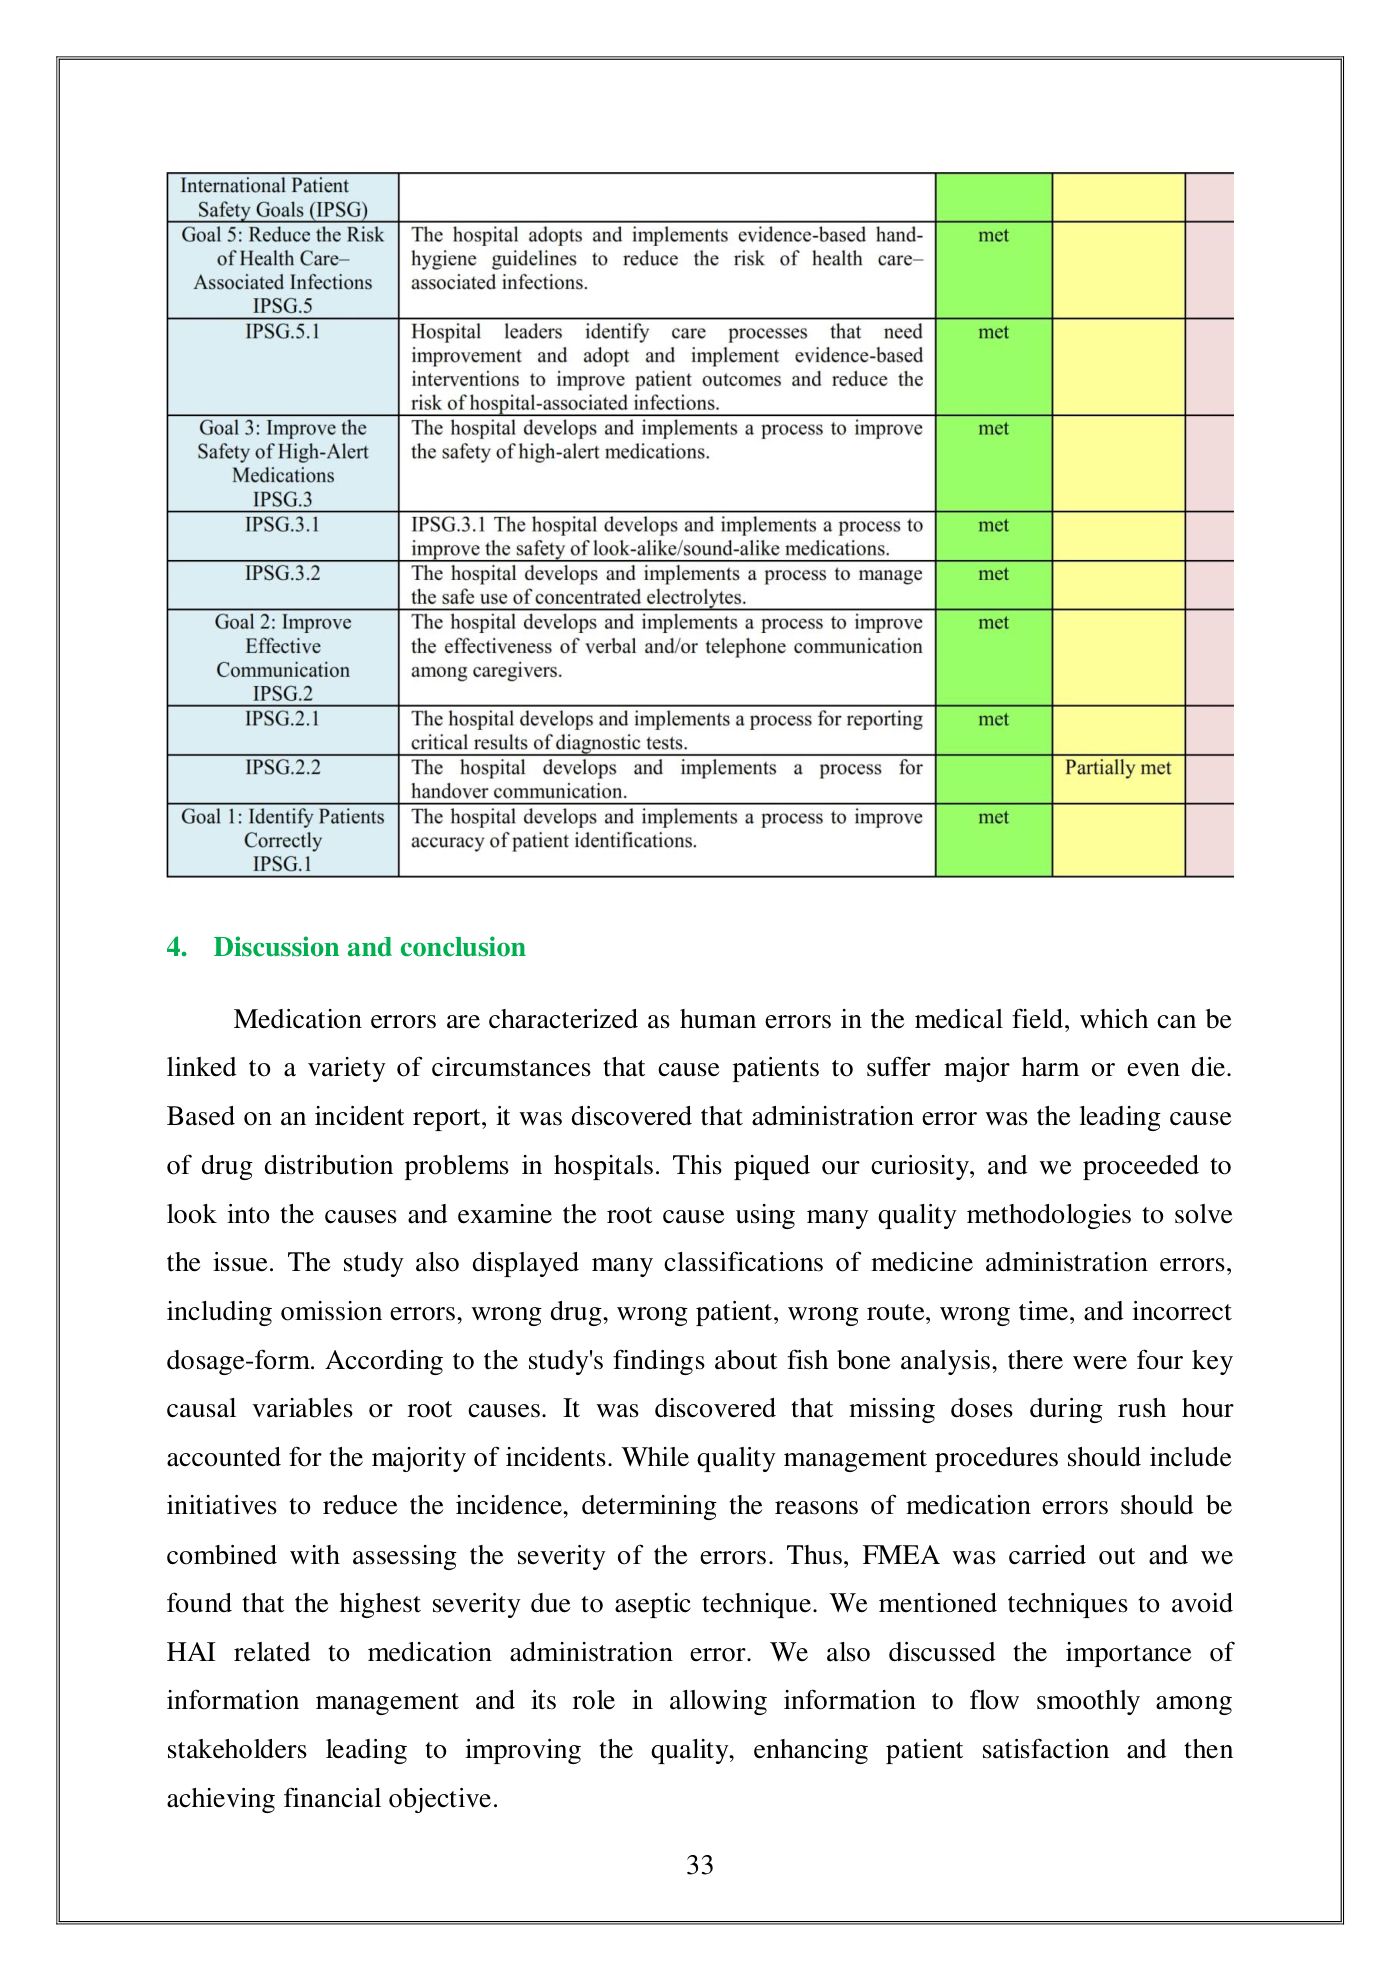 International Patient
Safety Goals (IPSG)
Goal 5: Reduce the Risk
of Health Care–
Associated Infections
IPSG.5
The hospital adopts and implements evidence-based hand-
hygiene guidelines to reduce the risk of health care–
associated infections.
met
IPSG.5.1
Hospital leaders identify care processes that need
improvement and adopt and implement evidence-based
interventions to improve patient outcomes and reduce the
risk of hospital-associated infections.
met
Goal 3: Improve the
Safety of High-Alert
Medications
IPSG.3
The hospital develops and implements a process to improve
the safety of high-alert medications.
met
IPSG.3.1
IPSG.3.1 The hospital develops and implements a process to
improve the safety of look-alike/sound-alike medications.
met
IPSG.3.2
The hospital develops and implements a process to manage
the safe use of concentrated electrolytes.
met
Goal 2: Improve
Effective
Communication
IPSG.2
The hospital develops and implements a process to improve
the effectiveness of verbal and/or telephone communication
among caregivers.
met
IPSG.2.1
The hospital develops and implements a process for reporting
critical results of diagnostic tests.
met
IPSG.2.2
The hospital develops and implements a process for
handover communication.
Partially met
Goal 1: Identify Patients
Correctly
IPSG.1
The hospital develops and implements a process to improve
accuracy of patient identifications.
met
4. Discussion and conclusion
Medication errors are characterized as human errors in the medical field, which can be
linked to a variety of circumstances that cause patients to suffer major harm or even die.
Based on an incident report, it was discovered that administration error was the leading cause
of drug distribution problems in hospitals. This piqued our curiosity, and we proceeded to
look into the causes and examine the root cause using many quality methodologies to solve
the issue. The study also displayed many classifications of medicine administration errors,
including omission errors, wrong drug, wrong patient, wrong route, wrong time, and incorrect
dosage-form. According to the study's findings about fish bone analysis, there were four key
causal variables or root causes. It was discovered that missing doses during rush hour
accounted for the majority of incidents. While quality management procedures should include
initiatives to reduce the incidence, determining the reasons of medication errors should be
combined with assessing the severity of the errors. Thus, FMEA was carried out and we
found that the highest severity due to aseptic technique. We mentioned techniques to avoid
HAI related to medication administration error. We also discussed the importance of
information management and its role in allowing information to flow smoothly among
stakeholders leading to improving the quality, enhancing patient satisfaction and then
achieving financial objective.
33